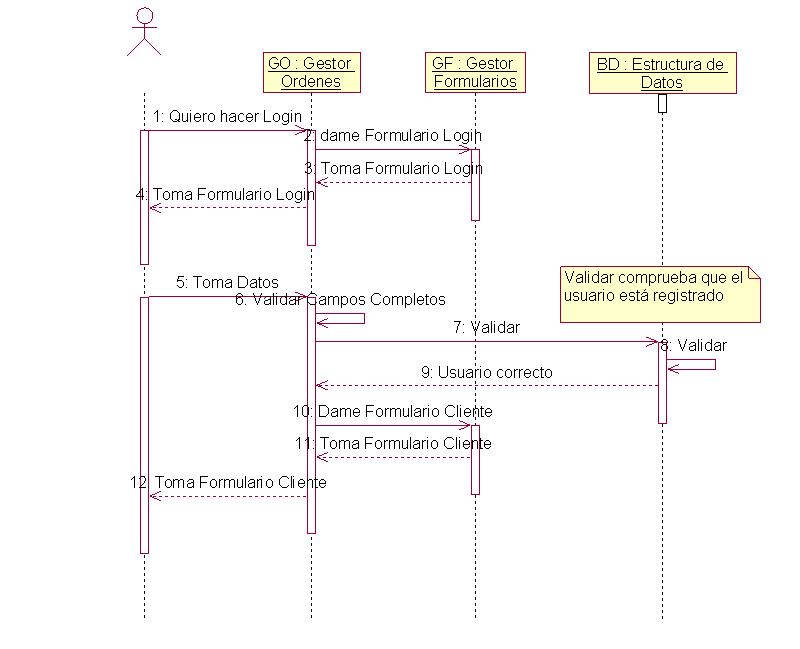 GO : Gestor
Ordenes
GF : Gestor
Formularios
BD : Estructura de
Datos
1: Quiero hacer Login
2: dame Formulario Login
3: Toma Formulario Login
4: Toma Formulario Login
Validar comprueba que el
usuario está registrado
5: Toma Datos
6: Validar Campos Completos
7: Validar
8: Validar
9: Usuario correcto
10: Dame Formulario Cliente
11: Toma Formulario Cliente
12: Toma Formulario Cliente